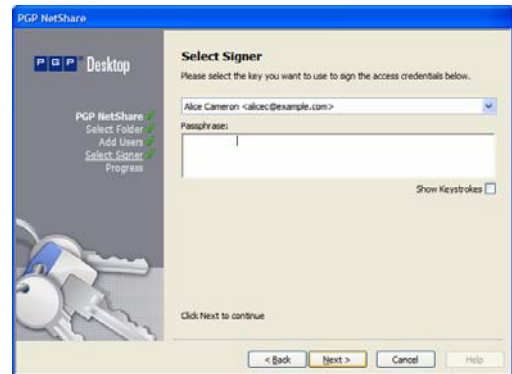 PGP NetShare
PGP Desktop
PGP NetShare
Select Folder
Add Users
Select Signer
Progress
Select Signer
Please select the key you want to use to sign the access credentials below.
Alice Cameron <alicec@example.com>
Passphrase:
Show Keystrokes
Click Next to continue
< Back
Next >
Cancel
Help